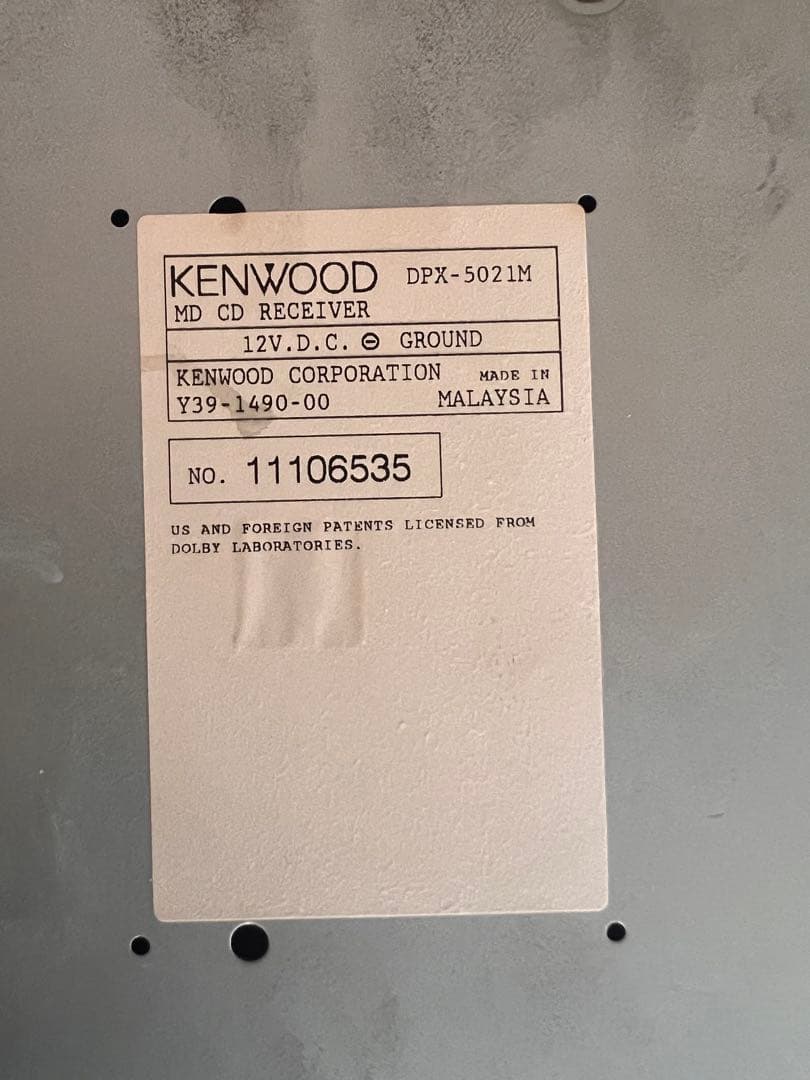 KENWOOD DPX-5021M
MD CD RECEIVER
12V.D.C. ⊖ GROUND
KENWOOD CORPORATION MADE IN
Y39-1490-00 MALAYSIA
NO. 11106535
US AND FOREIGN PATENTS LICENSED FROM
DOLBY LABORATORIES.